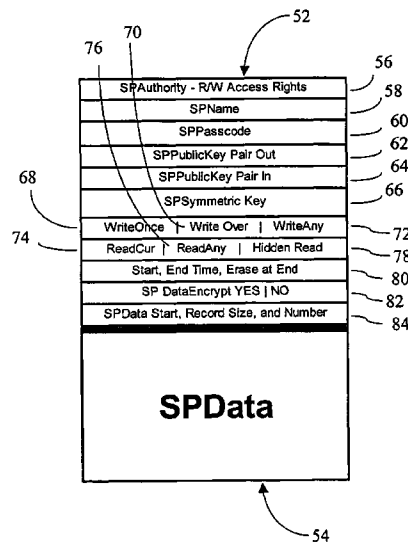 76
70
52
SPAuthority - R/W Access Rights
56
SPName
58
SPPasscode
60
SPPublicKey Pair Out
62
SPPublicKey Pair In
64
SPSymmetric Key
66
68
WriteOnce | Write Over | WriteAny
72
74
ReadCur | ReadAny | Hidden Read
78
Start, End Time, Erase at End
80
SP DataEncrypt YES | NO
82
SPData Start, Record Size, and Number
84
SPData
54